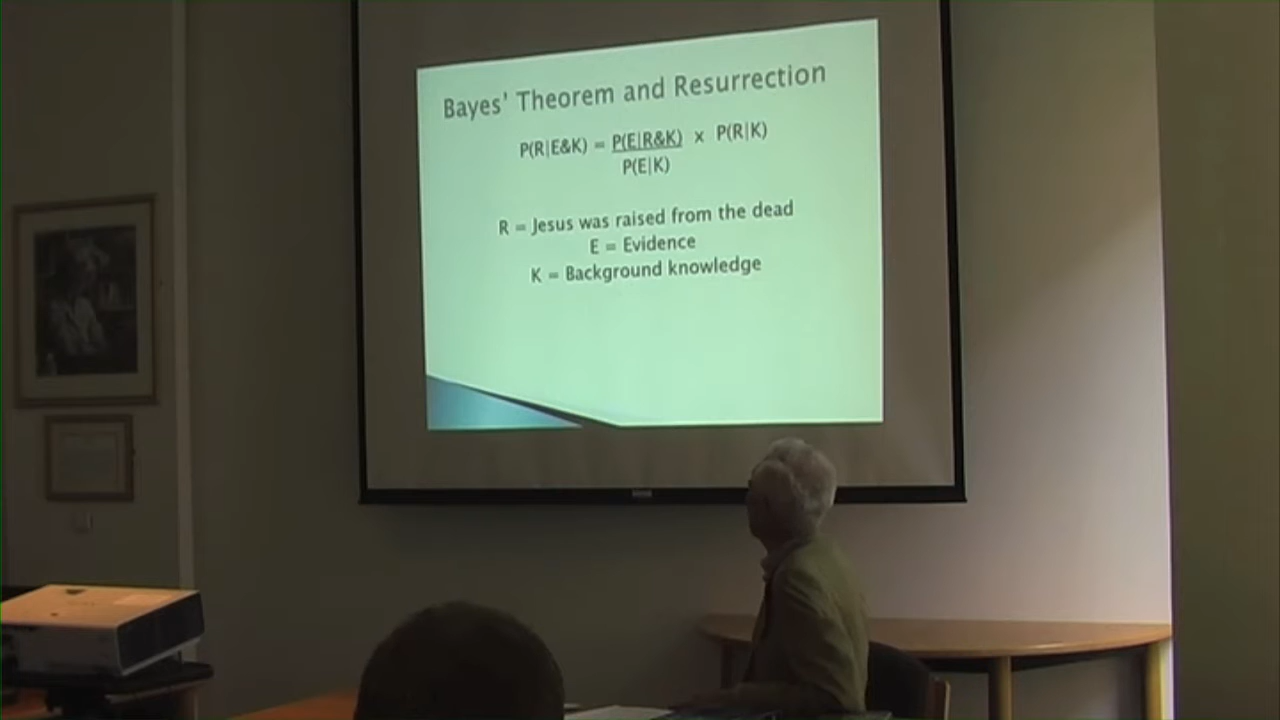 Bayes' Theorem and Resurrection
P(R|E&K) = P(E|R&K) x P(R|K)
P(E|K)
R = Jesus was raised from the dead
E = Evidence
K = Background knowledge